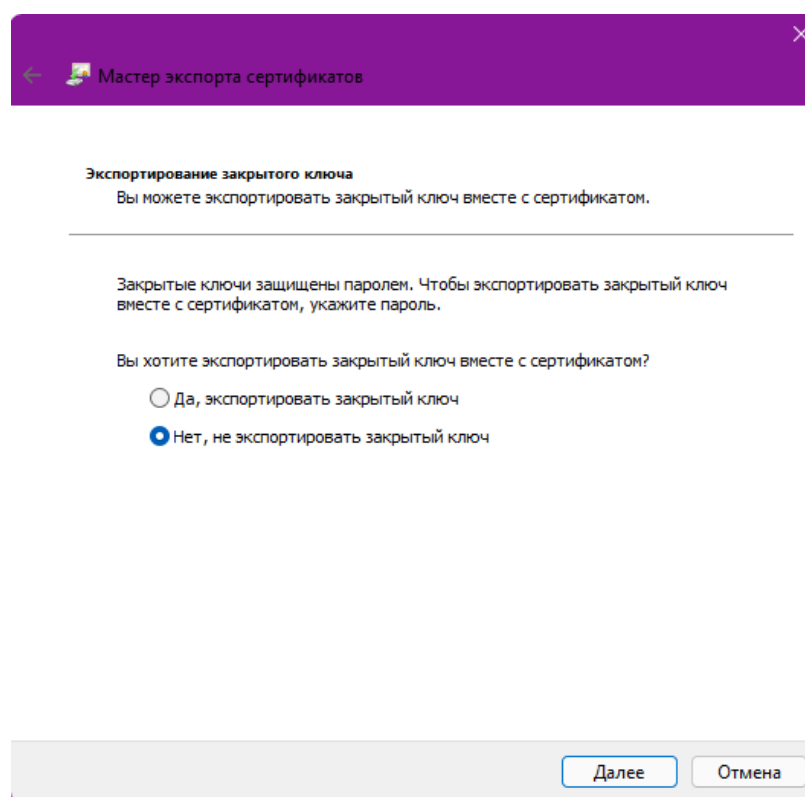 Мастер экспорта сертификатов
Экспортирование закрытого ключа
Вы можете экспортировать закрытый ключ вместе с сертификатом.
Закрытые ключи защищены паролем. Чтобы экспортировать закрытый ключ
вместе с сертификатом, укажите пароль.
Вы хотите экспортировать закрытый ключ вместе с сертификатом?
Да, экспортировать закрытый ключ
Нет, не экспортировать закрытый ключ
Далее Отмена